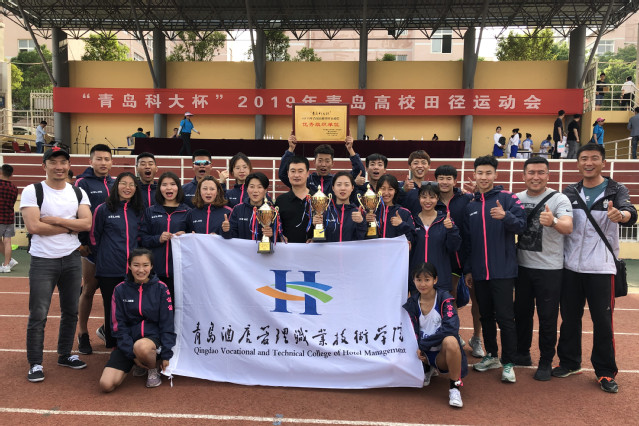 “青岛科大杯”2019年青岛高校田径运动会
H
青岛酒店管理职业技术学院
Qingdao Vocational and Technical College of Hotel Management